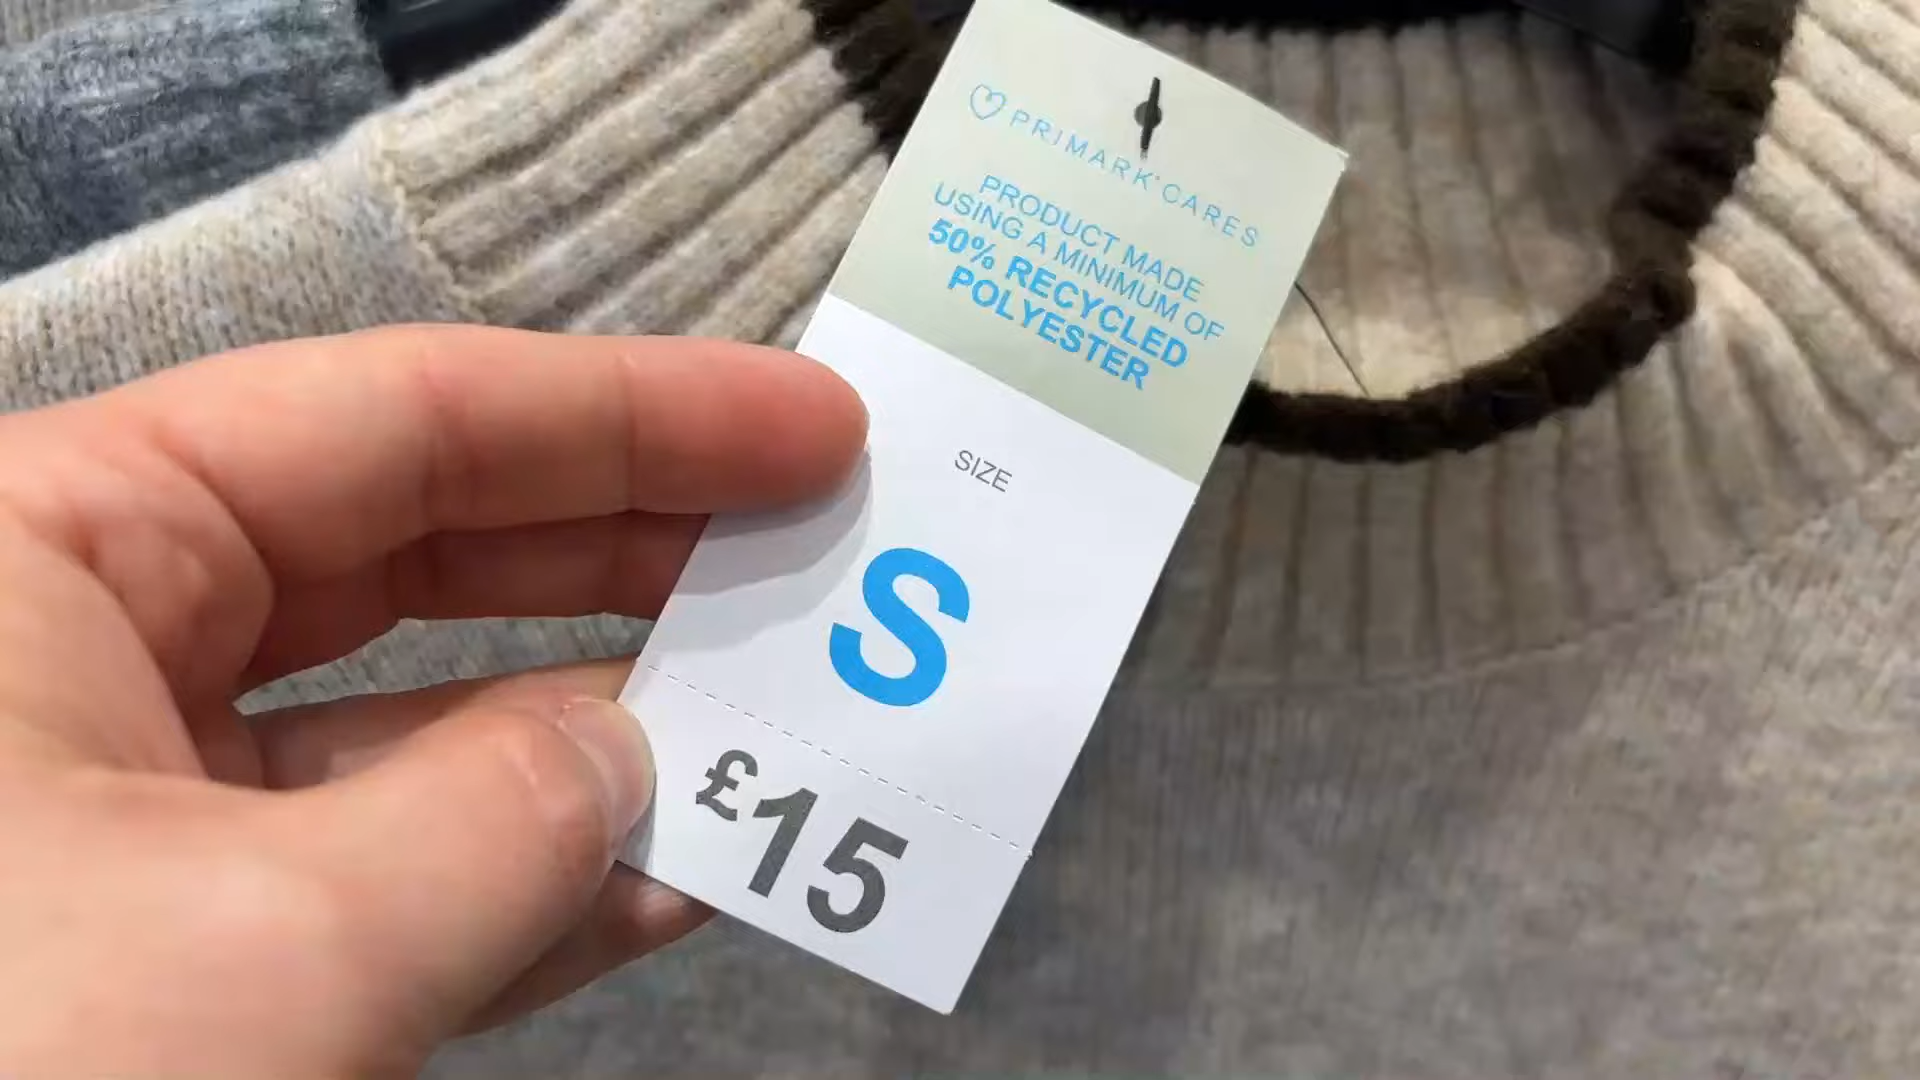 PRIMARK® CARES
PRODUCT MADE
USING A MINIMUM OF
50% RECYCLED
POLYESTER
SIZE
S
£15